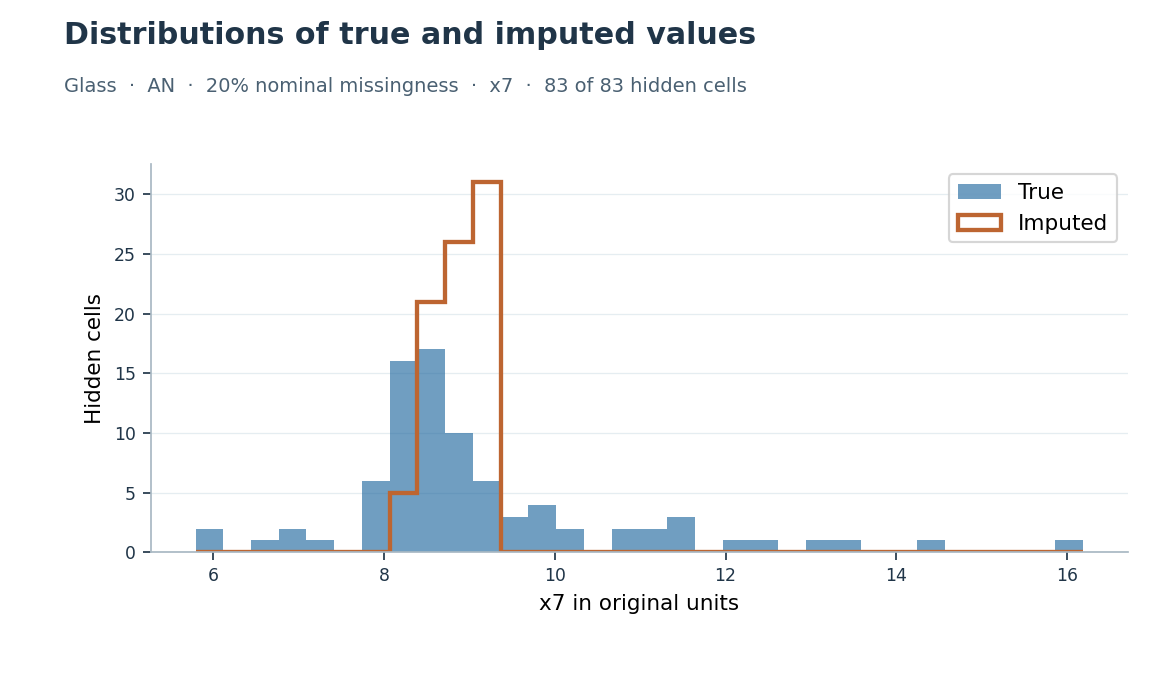 Distributions of true and imputed values
Glass · AN · 20% nominal missingness · x7 · 83 of 83 hidden cells
True
Imputed
Hidden cells
30
25
20
15
10
5
0
6 8 10 12 14 16
x7 in original units